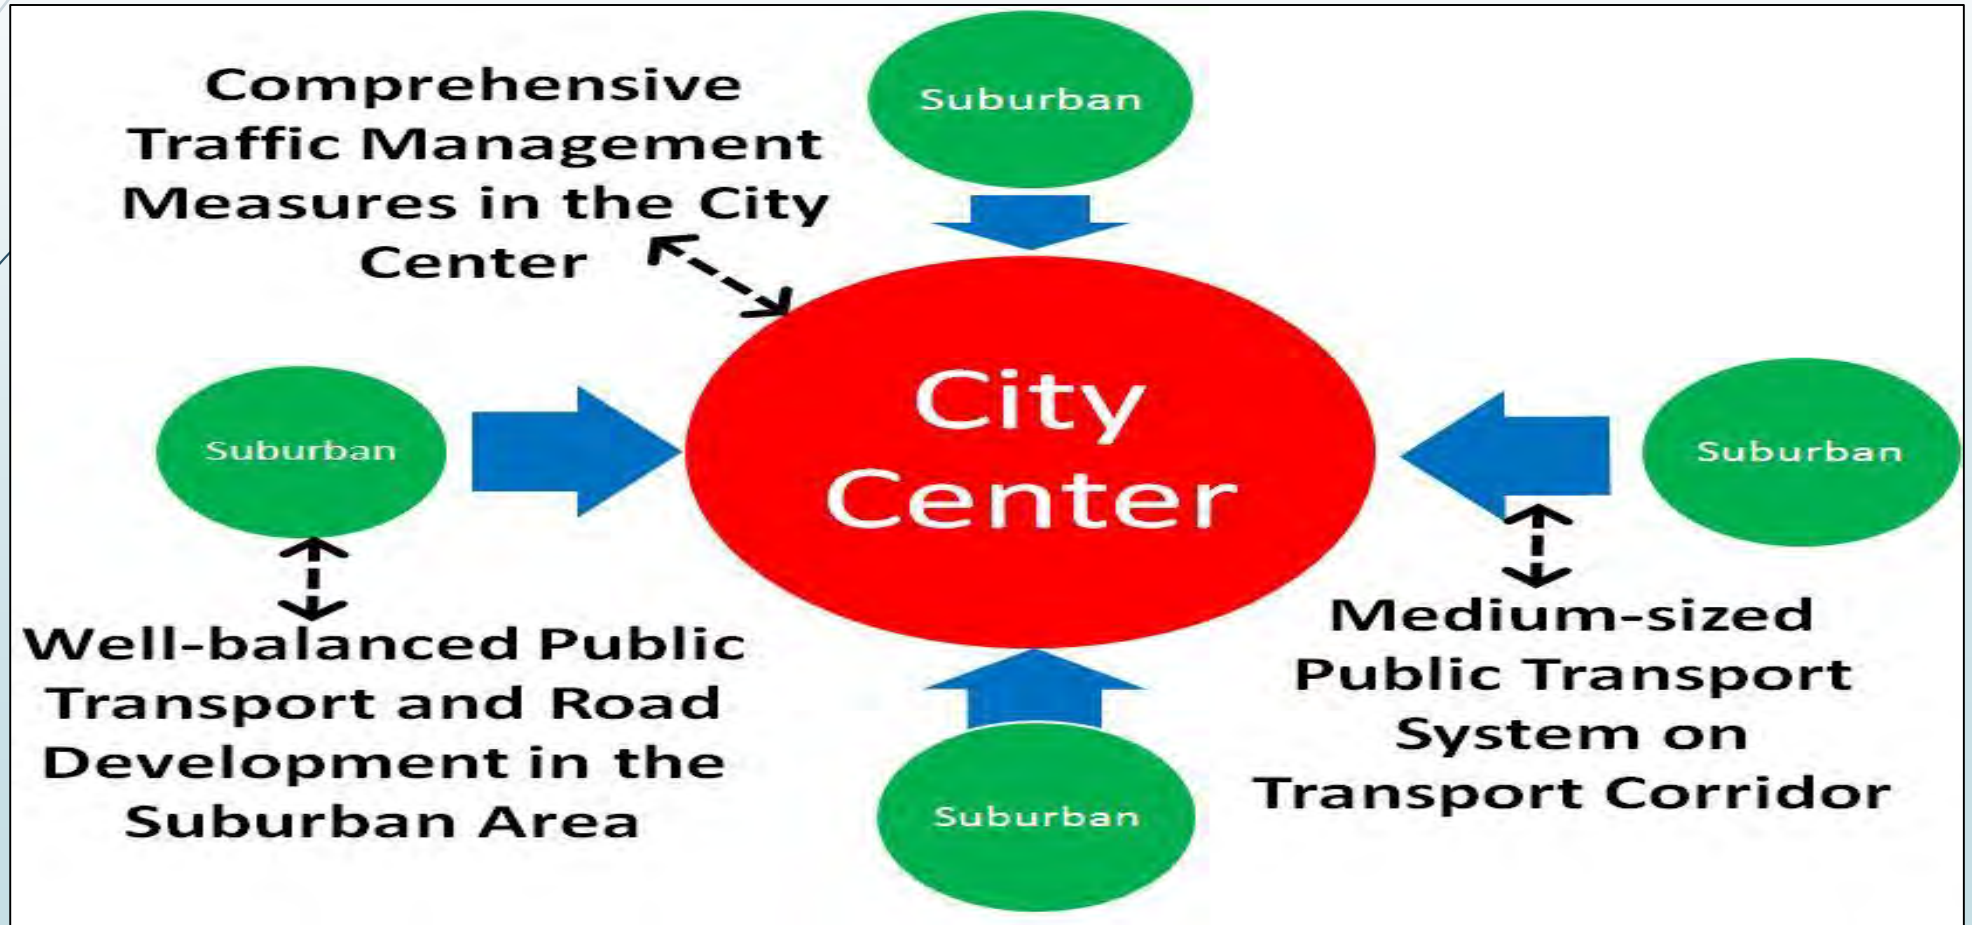 Comprehensive
Traffic Management
Measures in the City
Center
Suburban
City
Center
Suburban
Suburban
Well-balanced Public
Transport and Road
Development in the
Suburban Area
Medium-sized
Public Transport
System on
Transport Corridor
Suburban